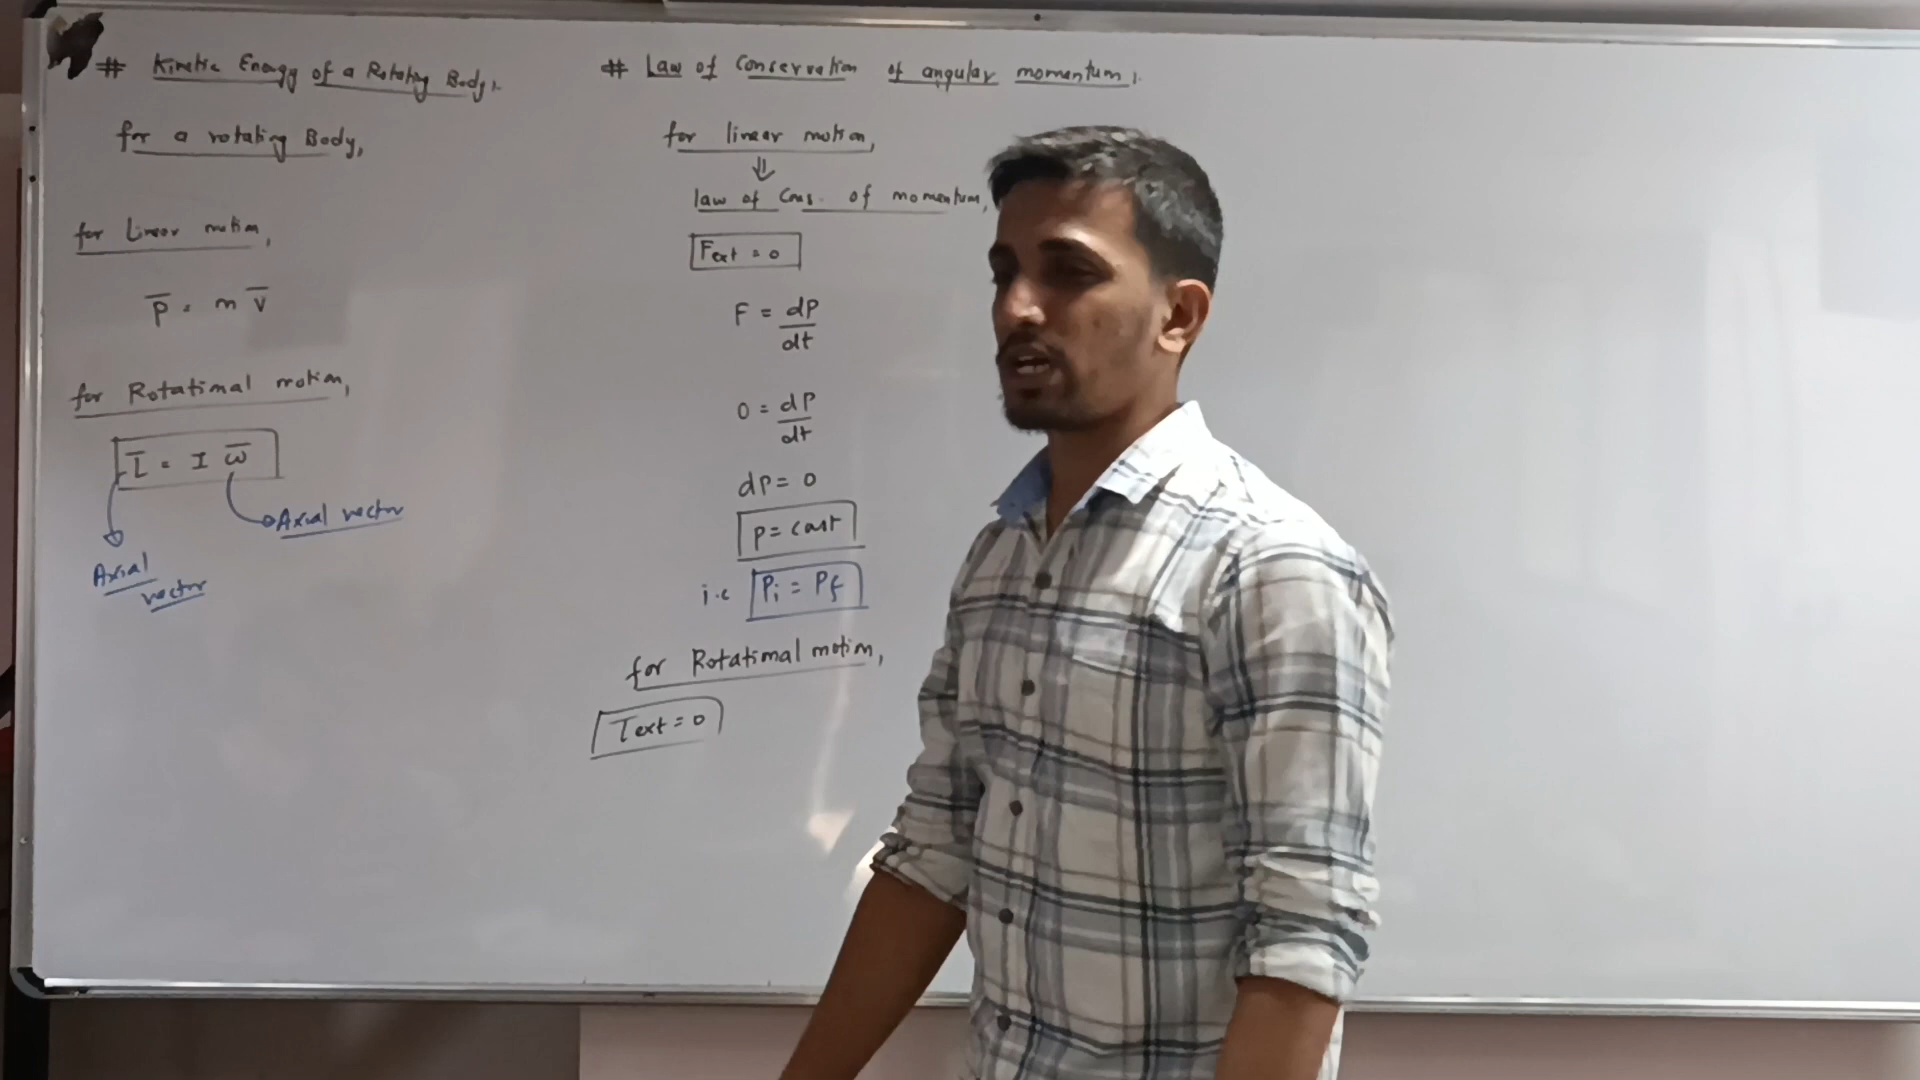 # Kinetic Energy of a Rotating Body,
for a rotating Body,
for Linear motion,
P̅ = m V̅
for Rotational motion,
L̅ = I ω̅
Axial vector
Axial
vector
# Law of Conservation of angular momentum,
for linear motion,
⇓
law of Cons. of momentum,
Fext = 0
F = dP/dt
0 = dP/dt
dP = 0
P = const
i.e Pi = Pf
for Rotational motion,
τext = 0